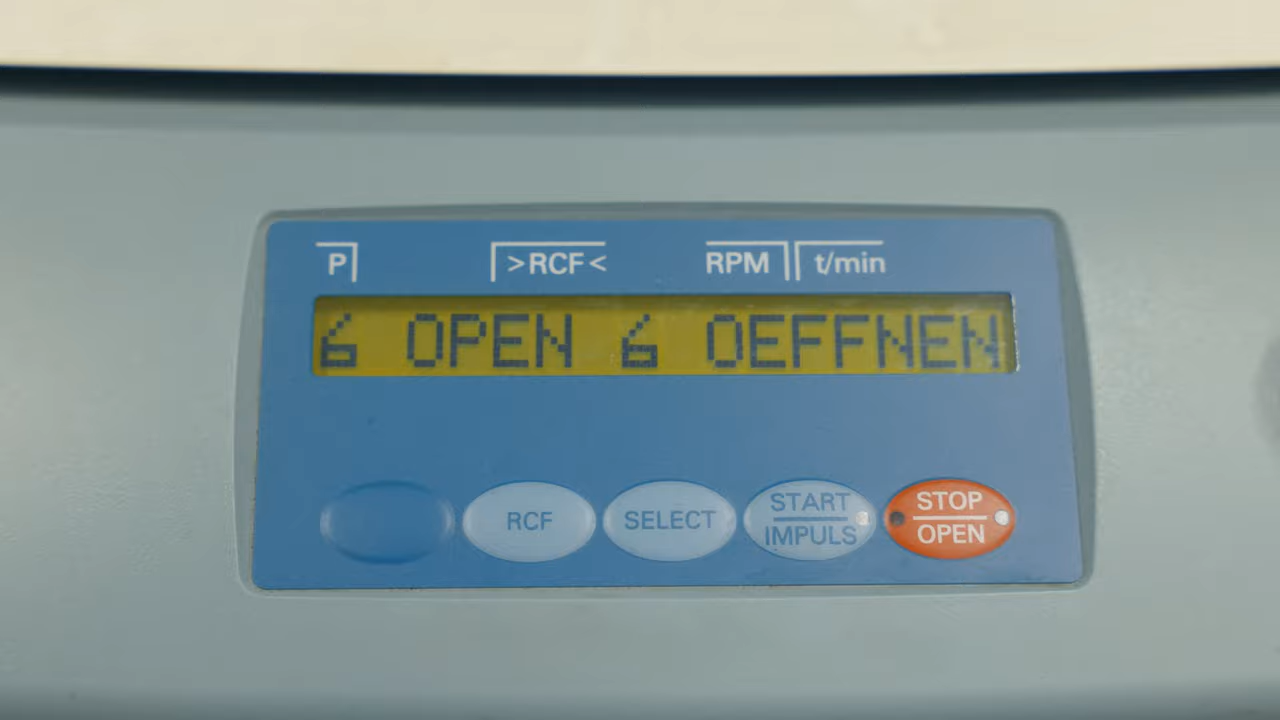 P >RCF< RPM t/min
6 OPEN 6 OEFFNEN
RCF SELECT START IMPULS STOP OPEN